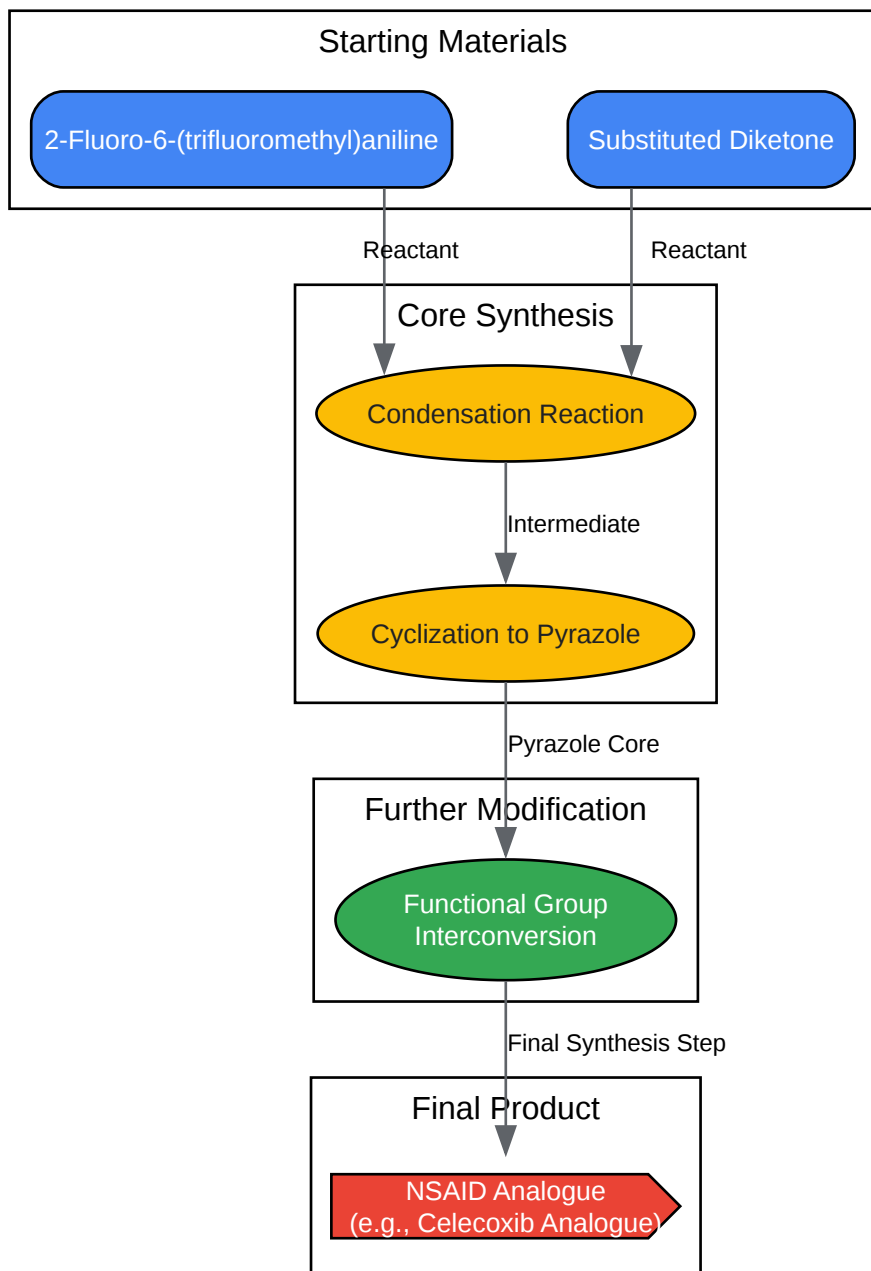 Starting Materials
2-Fluoro-6-(trifluoromethyl)aniline
Substituted Diketone
Reactant
Reactant
Core Synthesis
Condensation Reaction
Intermediate
Cyclization to Pyrazole
Pyrazole Core
Further Modification
Functional Group
Interconversion
Final Synthesis Step
Final Product
NSAID Analogue
(e.g., Celecoxib Analogue)